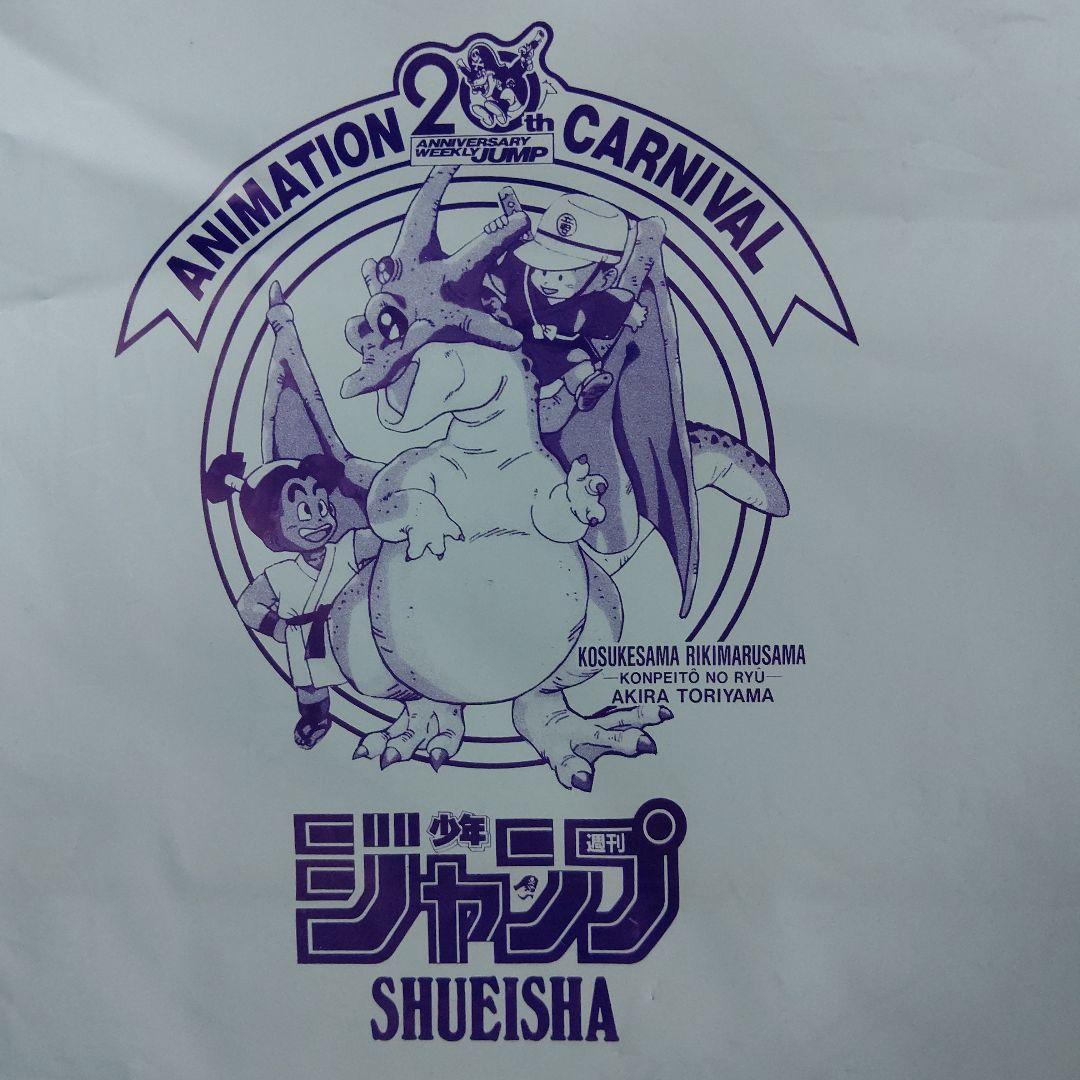 ANIMATION CARNIVAL
20th
ANNIVERSARY
WEEKLY JUMP
KOSUKESAMA RIKIMARUSAMA
—KONPEITÔ NO RYÛ—
AKIRA TORIYAMA
週刊
少年
ジャンプ
SHUEISHA